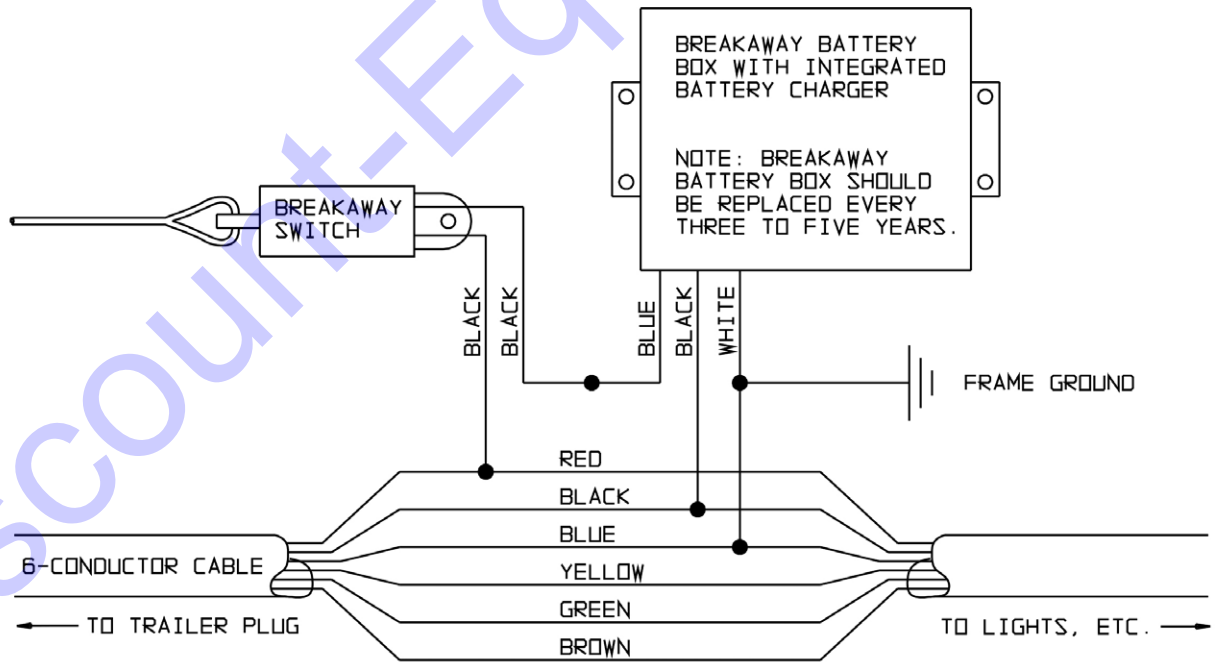 BREAKAWAY BATTERY
BOX WITH INTEGRATED
BATTERY CHARGER
NOTE: BREAKAWAY
BATTERY BOX SHOULD
BE REPLACED EVERY
THREE TO FIVE YEARS.
BREAKAWAY
SWITCH
BLACK
BLACK
BLUE
BLACK
WHITE
FRAME GROUND
RED
BLACK
BLUE
YELLOW
GREEN
BROWN
6-CONDUCTOR CABLE
TO TRAILER PLUG
TO LIGHTS, ETC.
scount-Eq